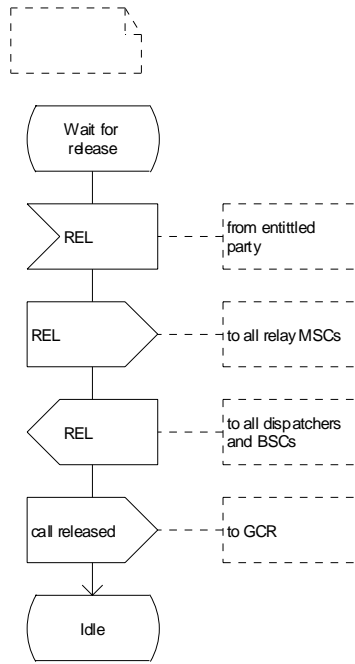 Wait for
release
REL
from entittled
party
REL
to all relay MSCs
REL
to all dispatchers
and BSCs
call released
to GCR
Idle